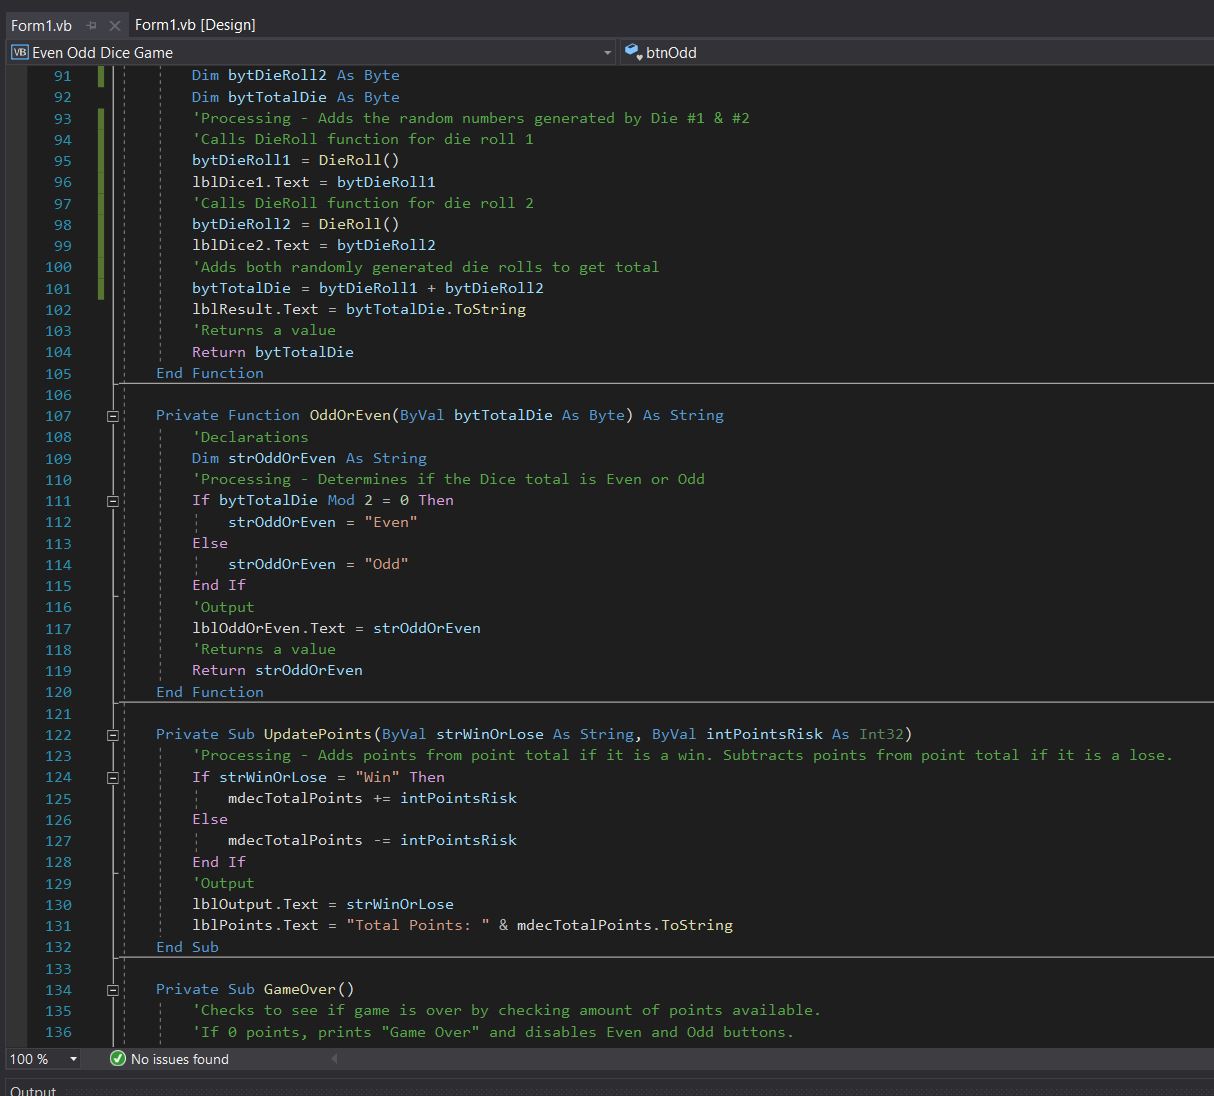 Form1.vb
Form1.vb [Design]
VB Even Odd Dice Game
btnOdd
91 Dim bytDieRoll2 As Byte
92 Dim bytTotalDie As Byte
93 'Processing - Adds the random numbers generated by Die #1 & #2
94 'Calls DieRoll function for die roll 1
95 bytDieRoll1 = DieRoll()
96 lblDice1.Text = bytDieRoll1
97 'Calls DieRoll function for die roll 2
98 bytDieRoll2 = DieRoll()
99 lblDice2.Text = bytDieRoll2
100 'Adds both randomly generated die rolls to get total
101 bytTotalDie = bytDieRoll1 + bytDieRoll2
102 lblResult.Text = bytTotalDie.ToString
103 'Returns a value
104 Return bytTotalDie
105 End Function
106
107 Private Function OddOrEven(ByVal bytTotalDie As Byte) As String
108 'Declarations
109 Dim strOddOrEven As String
110 'Processing - Determines if the Dice total is Even or Odd
111 If bytTotalDie Mod 2 = 0 Then
112 strOddOrEven = "Even"
113 Else
114 strOddOrEven = "Odd"
115 End If
116 'Output
117 lblOddOrEven.Text = strOddOrEven
118 'Returns a value
119 Return strOddOrEven
120 End Function
121
122 Private Sub UpdatePoints(ByVal strWinOrLose As String, ByVal intPointsRisk As Int32)
123 'Processing - Adds points from point total if it is a win. Subtracts points from point total if it is a lose.
124 If strWinOrLose = "Win" Then
125 mdecTotalPoints += intPointsRisk
126 Else
127 mdecTotalPoints -= intPointsRisk
128 End If
129 'Output
130 lblOutput.Text = strWinOrLose
131 lblPoints.Text = "Total Points: " & mdecTotalPoints.ToString
132 End Sub
133
134 Private Sub GameOver()
135 'Checks to see if game is over by checking amount of points available.
136 'If 0 points, prints "Game Over" and disables Even and Odd buttons.
100 %
No issues found
Output